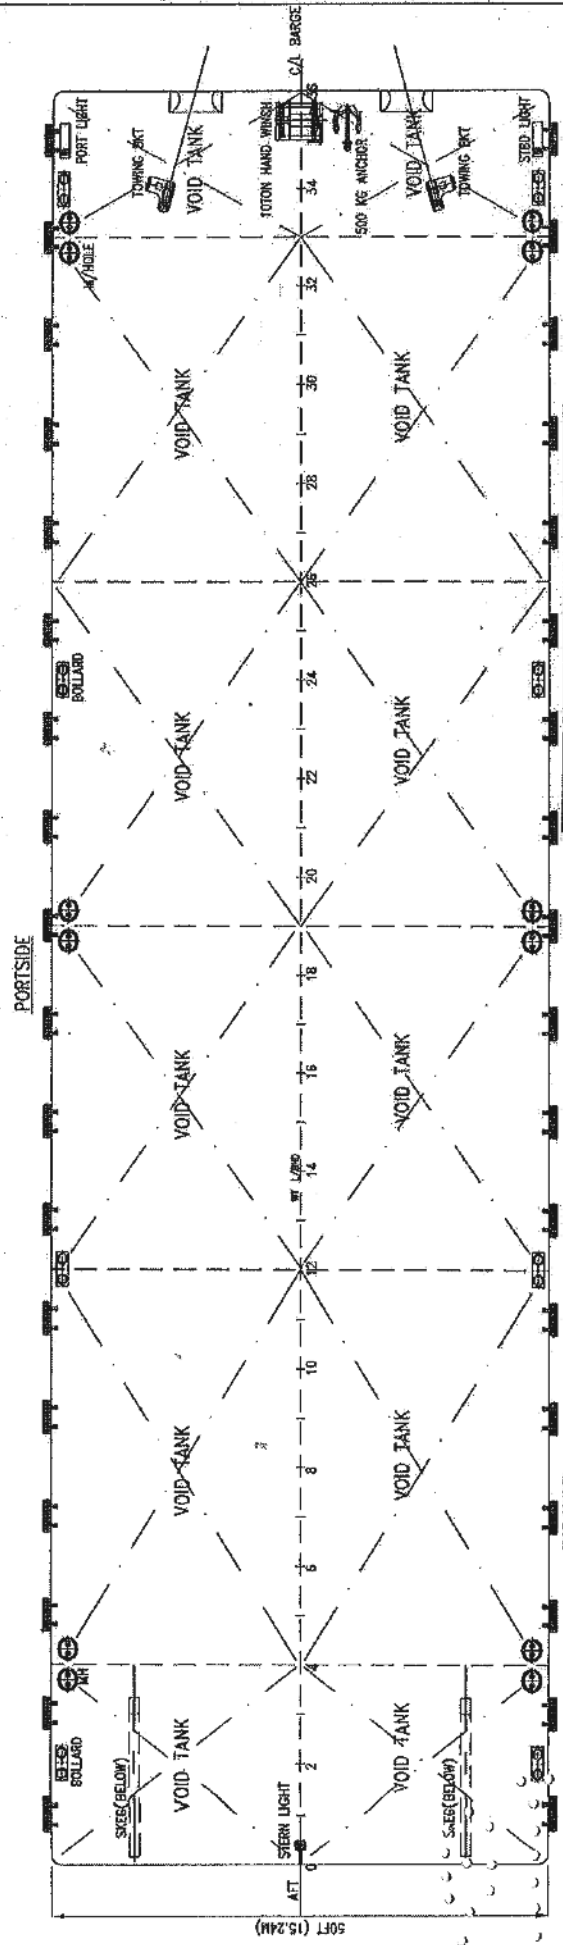 PORTSIDE
C/L BARGE
36
PORT LIGHT
TOWING BKT
VOID TANK
10TON HAND WINSH
34
500 KG ANCHOR
VOID TANK
TOWING BKT
STBD LIGHT
M/HOLE
32
VOID TANK
30
VOID TANK
28
26
BOLLARD
24
VOID TANK
22
VOID TANK
20
18
VOID TANK
16
VOID TANK
WT L/BHD
14
12
10
VOID TANK
8
VOID TANK
6
4
MH
BOLLARD
SKEG(BELOW)
VOID TANK
2
VOID TANK
SKEG(BELOW)
STERN LIGHT
0
AFT
50FT (15.24M)